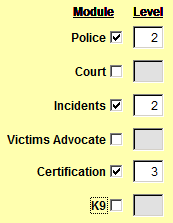 Module Level
Police 2
Court
Incidents 2
Victims Advocate
Certification 3
K9